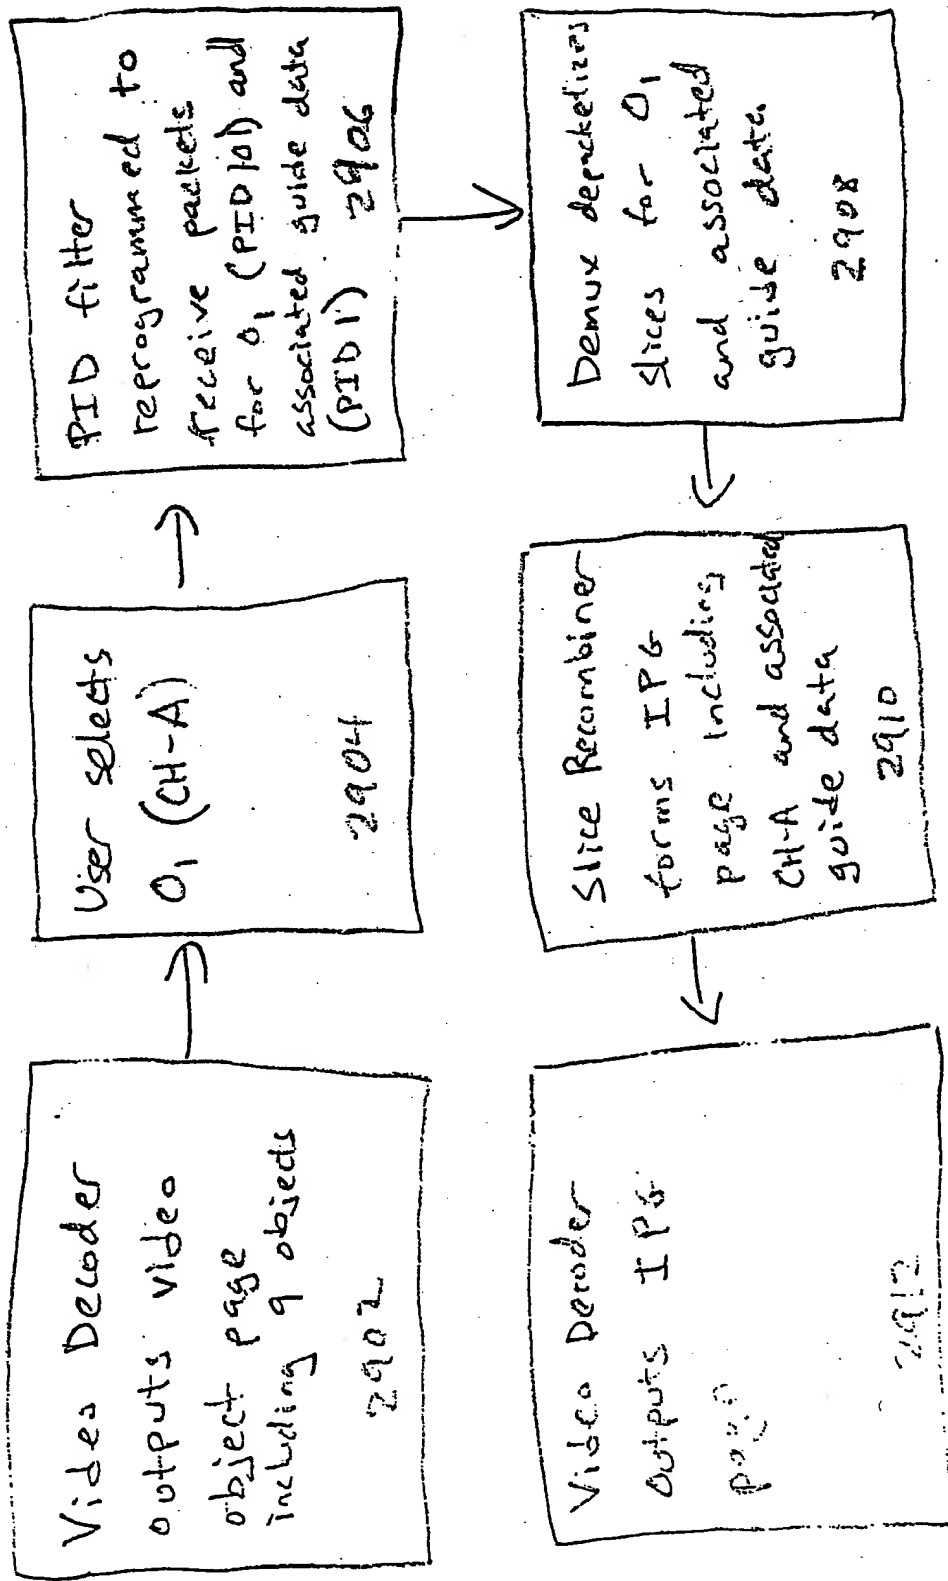 Video Decoder
outputs video
object page
including 9 objects
2902
User selects
O1 (CH-A)
2904
PID filter
reprogrammed to
receive packets
for O1 (PID 101) and
associated guide data
(PID 1) 2906
Demux depacketizes
slices for O1
and associated
guide data
2908
Slice Recombiner
forms IPG
page including
CH-A and associated
guide data
2910
Video Decoder
Outputs IPG
page
2912